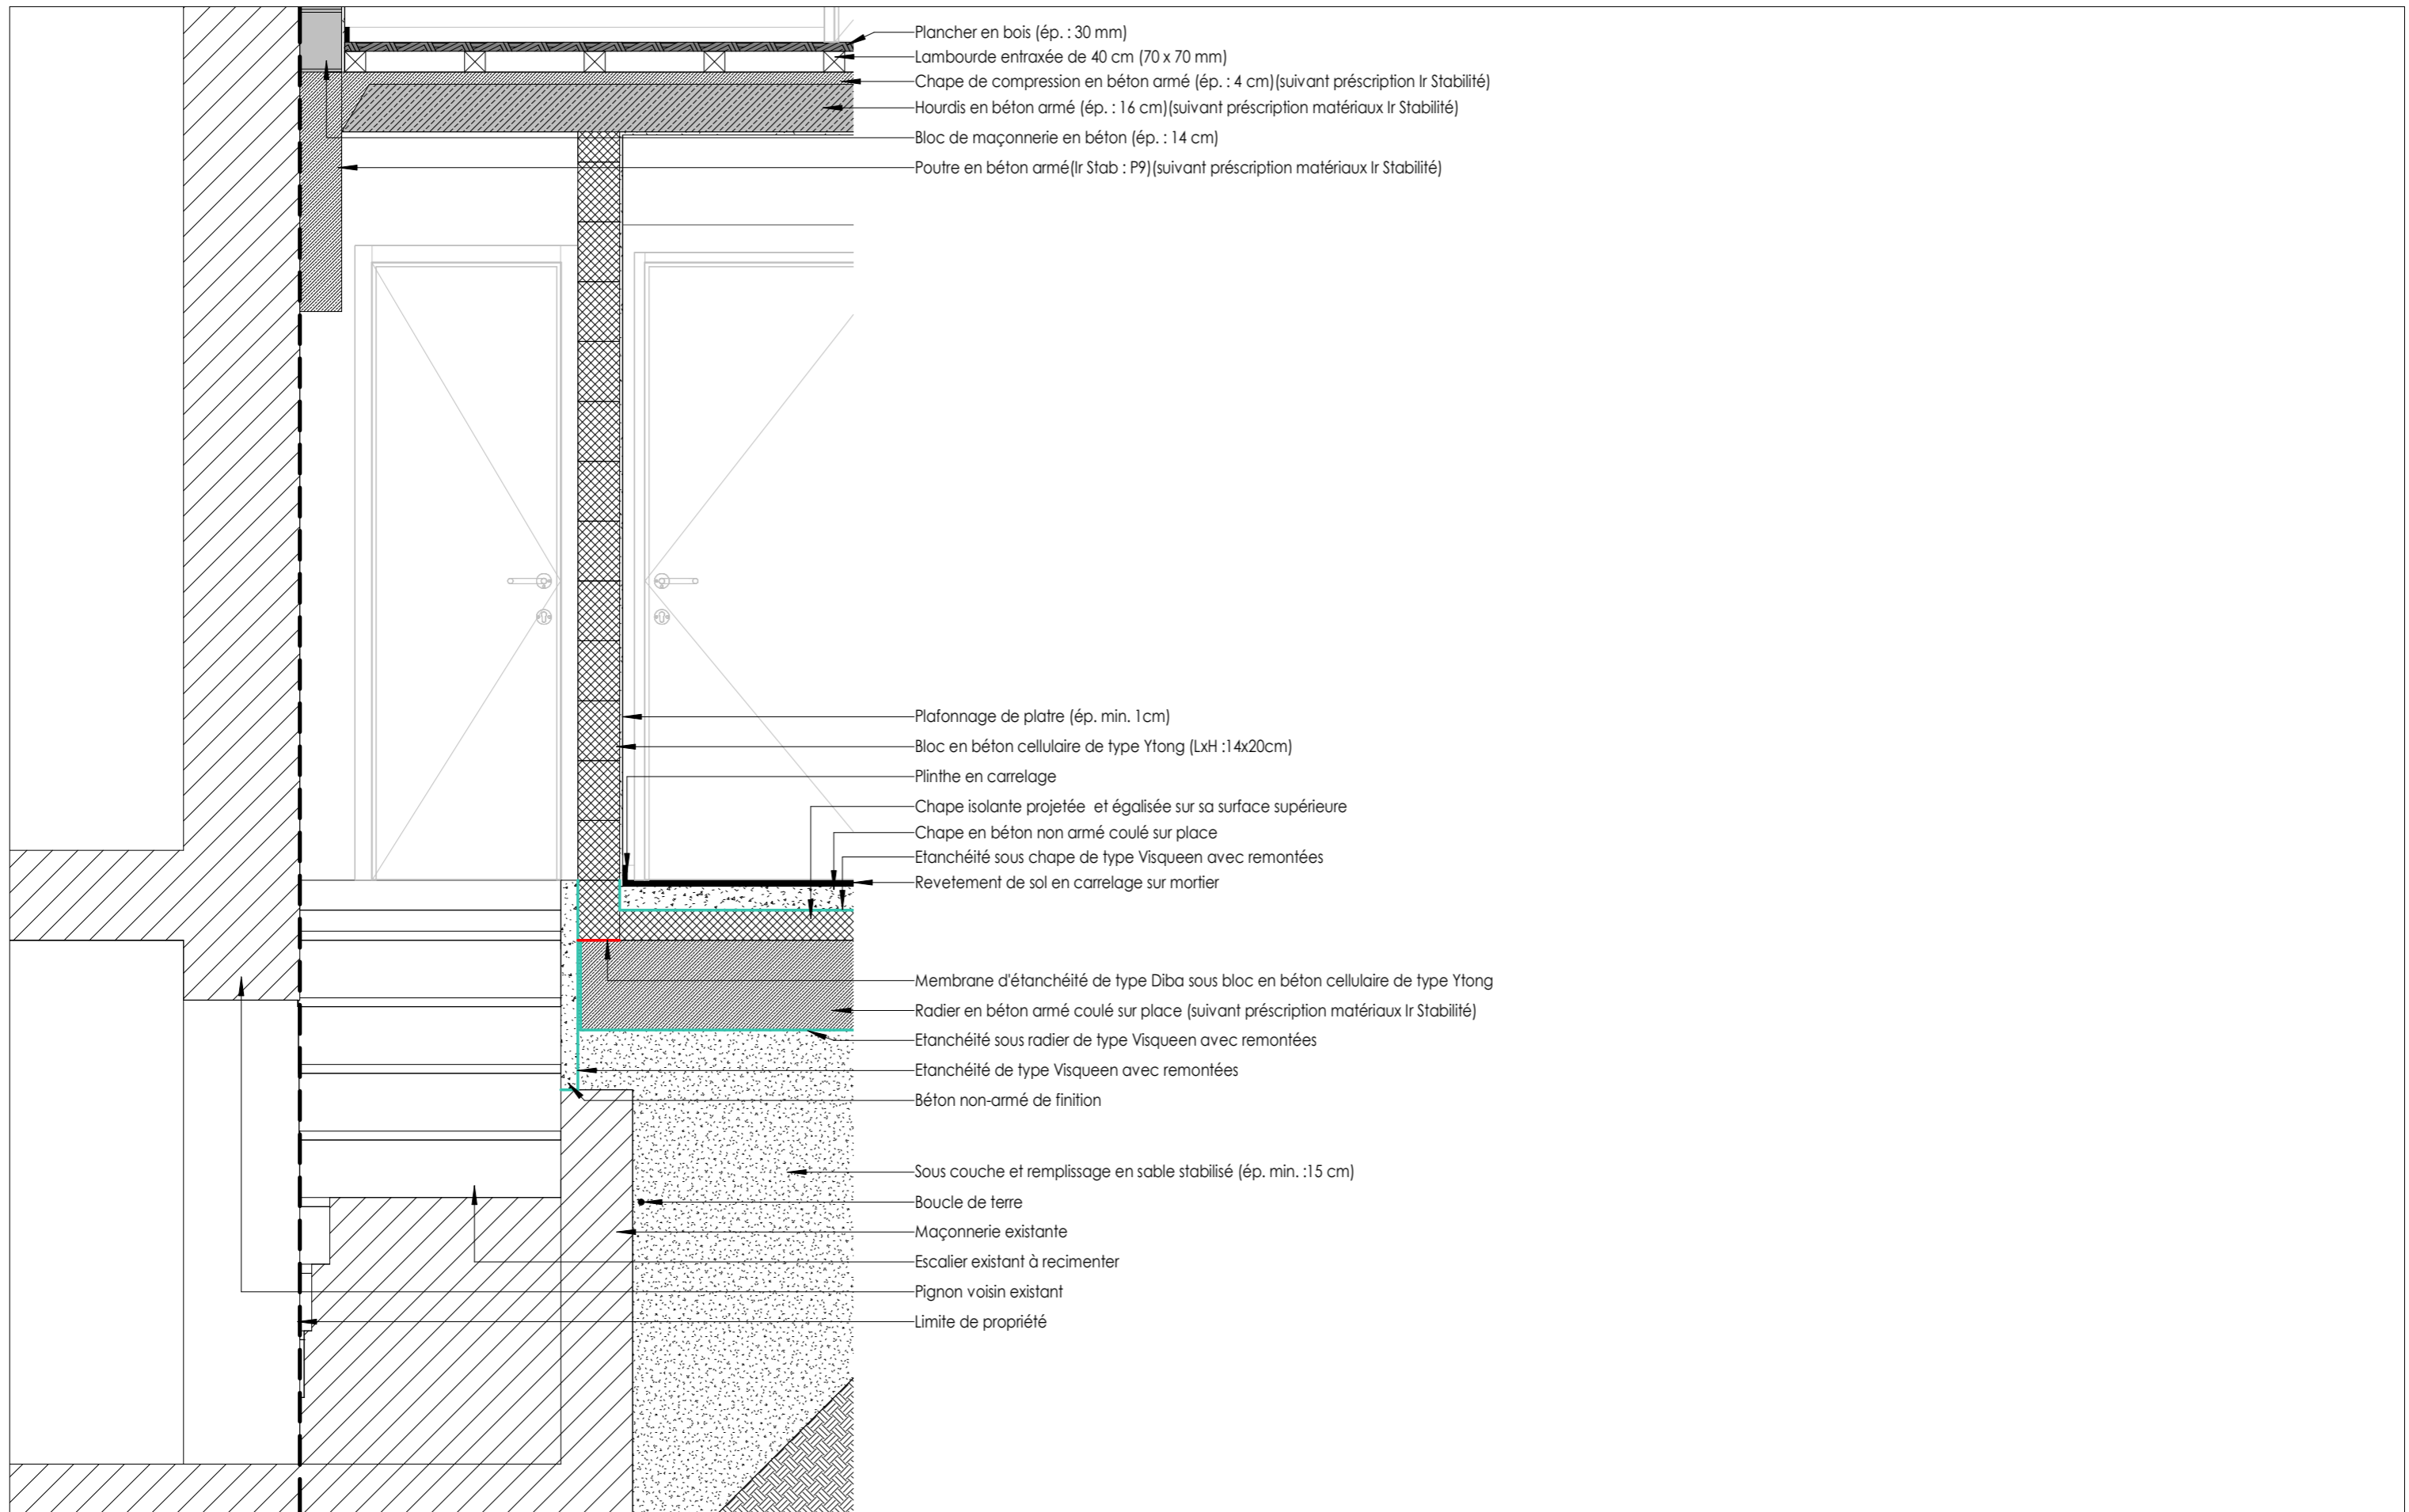 Plancher en bois (ép. : 30 mm)
Lambourde entraxée de 40 cm (70 x 70 mm)
Chape de compression en béton armé (ép. : 4 cm)(suivant préscription Ir Stabilité)
Hourdis en béton armé (ép. : 16 cm)(suivant préscription matériaux Ir Stabilité)
Bloc de maçonnerie en béton (ép. : 14 cm)
Poutre en béton armé(Ir Stab : P9)(suivant préscription matériaux Ir Stabilité)
Plafonnage de platre (ép. min. 1cm)
Bloc en béton cellulaire de type Ytong (LxH :14x20cm)
Plinthe en carrelage
Chape isolante projetée  et égalisée sur sa surface supérieure
Chape en béton non armé coulé sur place
Etanchéité sous chape de type Visqueen avec remontées
Revetement de sol en carrelage sur mortier
Membrane d'étanchéité de type Diba sous bloc en béton cellulaire de type Ytong
Radier en béton armé coulé sur place (suivant préscription matériaux Ir Stabilité)
Etanchéité sous radier de type Visqueen avec remontées
Etanchéité de type Visqueen avec remontées
Béton non-armé de finition
Sous couche et remplissage en sable stabilisé (ép. min. :15 cm)
Boucle de terre
Maçonnerie existante
Escalier existant à recimenter
Pignon voisin existant
Limite de propriété